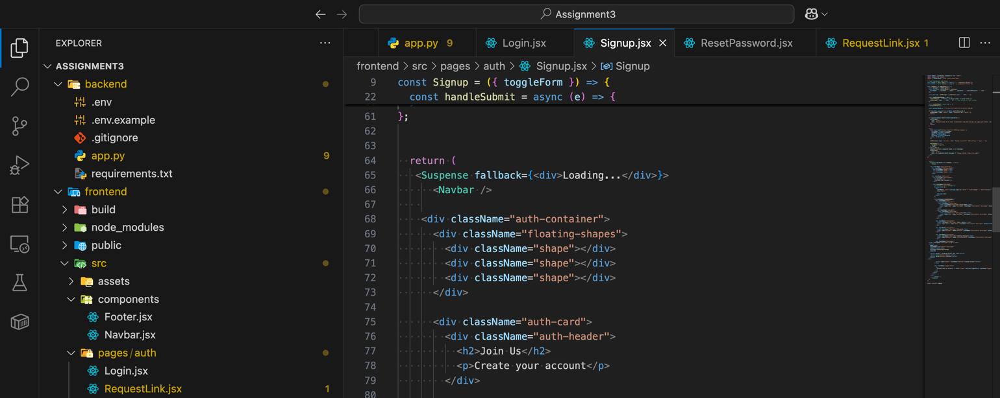 Assignment3
EXPLORER
ASSIGNMENT3
backend
.env
.env.example
.gitignore
app.py 9
requirements.txt
frontend
build
node_modules
public
src
assets
components
Footer.jsx
Navbar.jsx
pages/auth
Login.jsx
RequestLink.jsx 1
app.py 9 Login.jsx Signup.jsx ResetPassword.jsx RequestLink.jsx 1
frontend > src > pages > auth > Signup.jsx > Signup
9 const Signup = ({ toggleForm }) => {
22 const handleSubmit = async (e) => {
61 };
62
63
64 return (
65 <Suspense fallback={<div>Loading...</div>}>
66 <Navbar />
67
68 <div className="auth-container">
69 <div className="floating-shapes">
70 <div className="shape"></div>
71 <div className="shape"></div>
72 <div className="shape"></div>
73 </div>
74
75 <div className="auth-card">
76 <div className="auth-header">
77 <h2>Join Us</h2>
78 <p>Create your account</p>
79 </div>
80